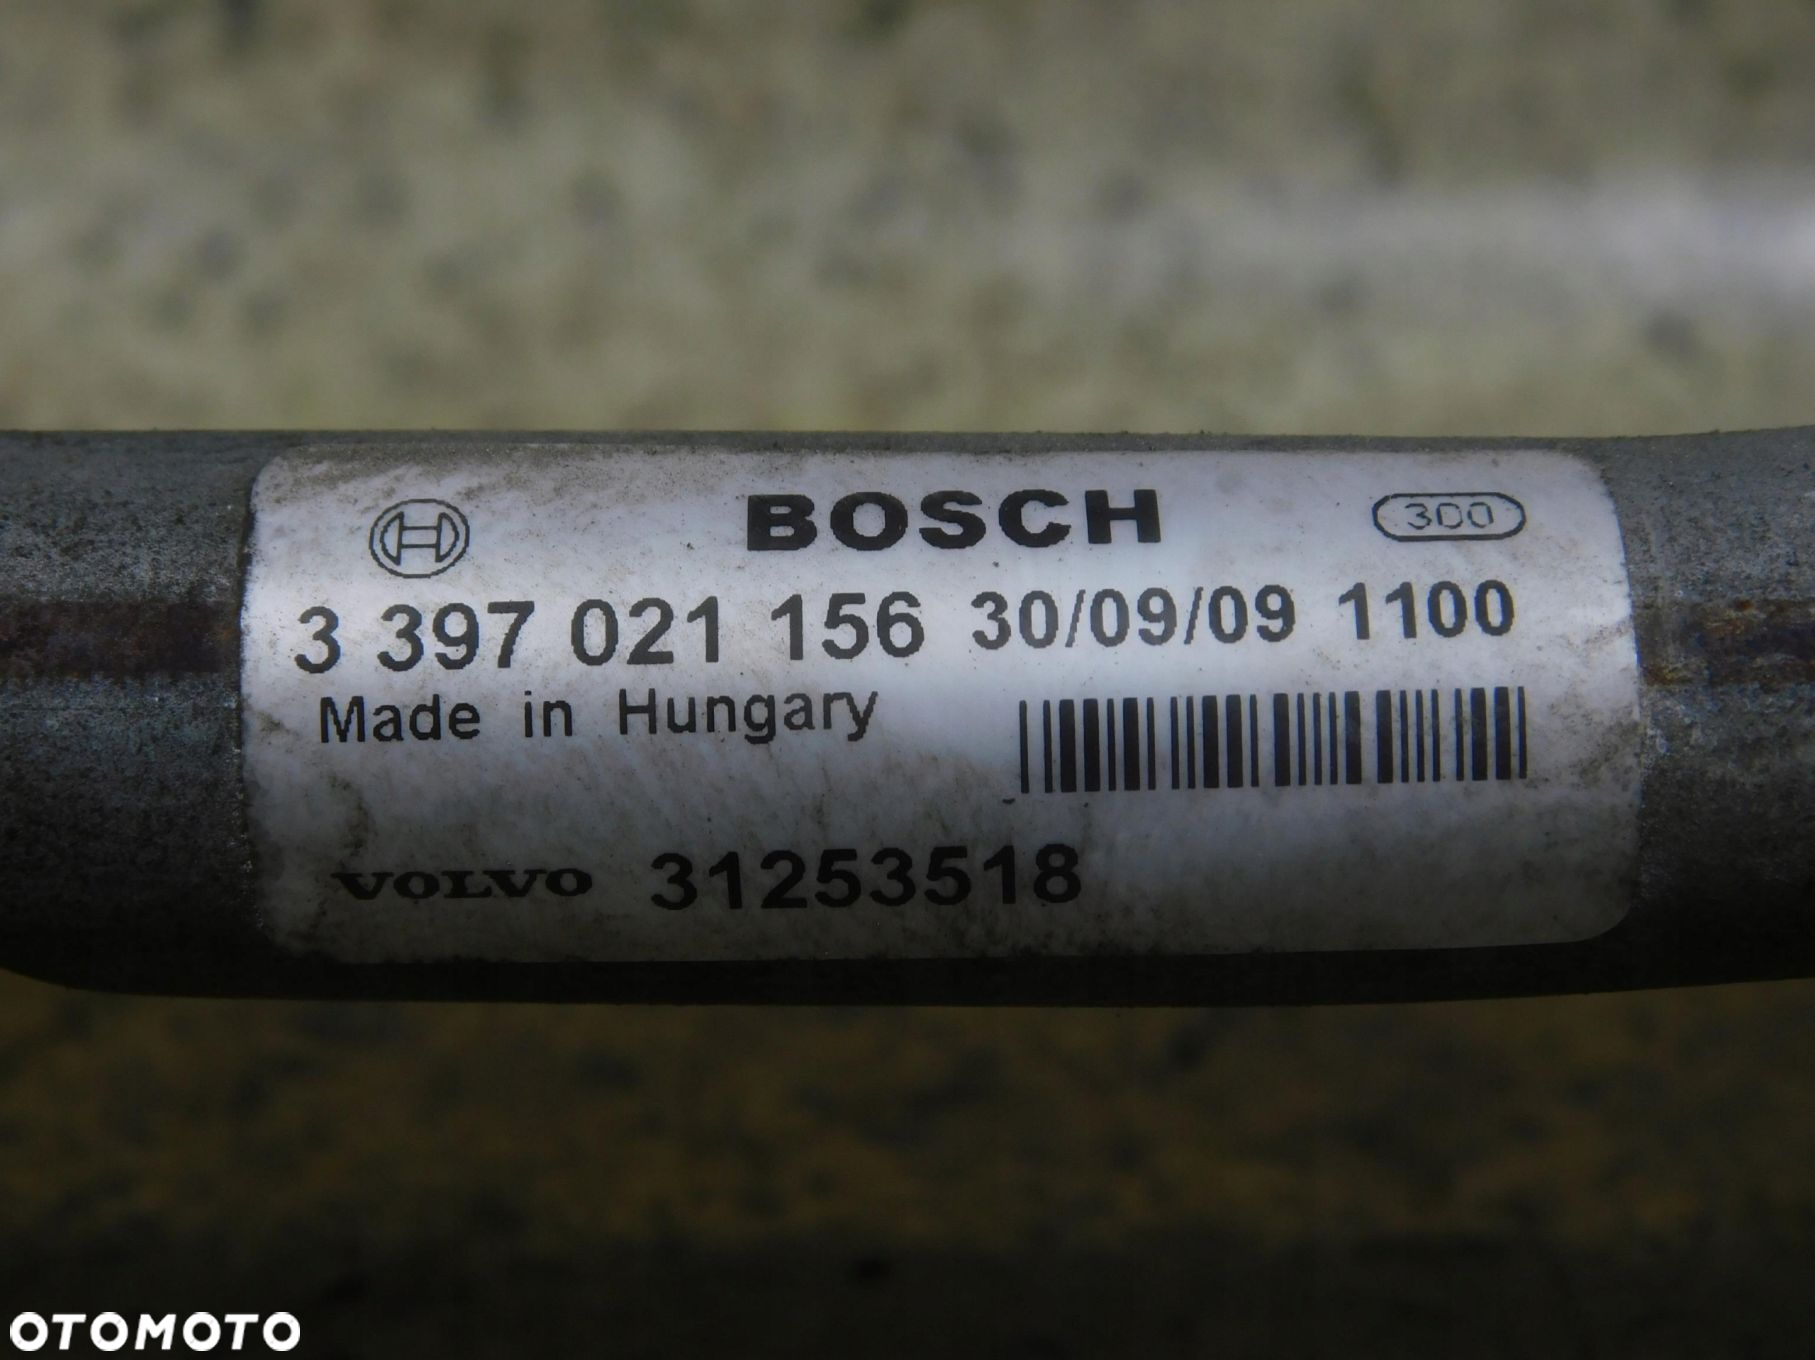 BOSCH 300
3 397 021 156 30/09/09 1100
Made in Hungary
VOLVO 31253518
OTOMOTO